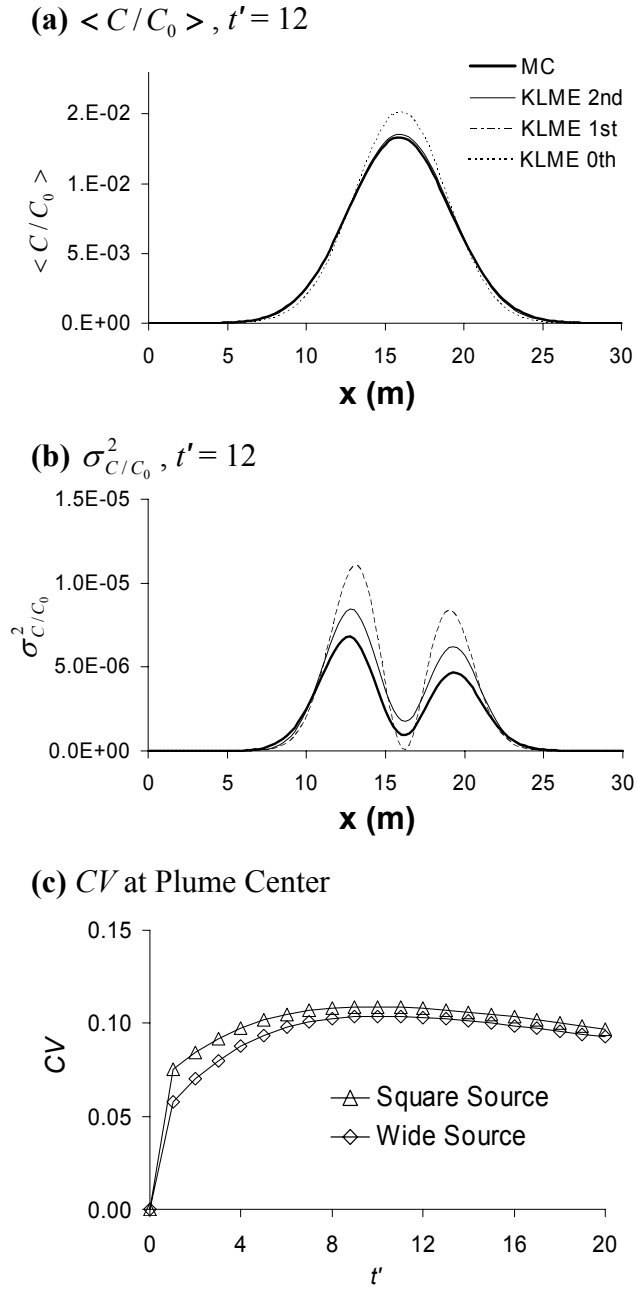 (a) < C / C₀ > , t' = 12
MC
KLME 2nd
KLME 1st
KLME 0th
2.E-02
1.E-02
5.E-03
0.E+00
< C / C₀ >
0 5 10 15 20 25 30
x (m)
(b) σ²_{C/C₀} , t' = 12
1.5E-05
1.0E-05
5.0E-06
0.0E+00
σ²_{C/C₀}
0 5 10 15 20 25 30
x (m)
(c) CV at Plume Center
0.15
0.10
0.05
0.00
CV
Square Source
Wide Source
0 4 8 12 16 20
t'